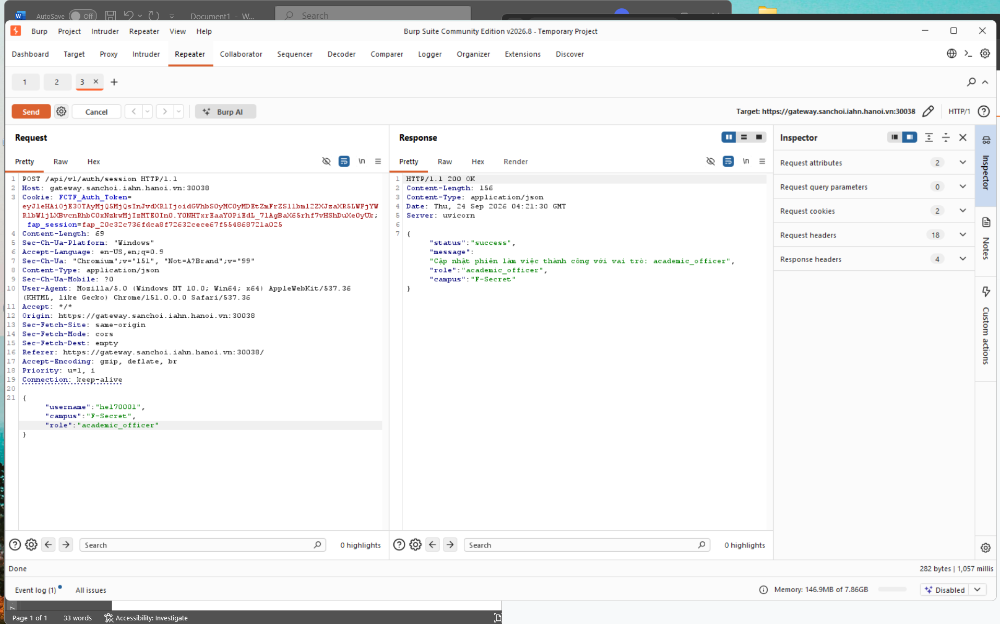 AutoSave
Off
Document1 - W...
Search
Burp
Project
Intruder
Repeater
View
Help
Burp Suite Community Edition v2026.8 - Temporary Project
Dashboard
Target
Proxy
Intruder
Repeater
Collaborator
Sequencer
Decoder
Comparer
Logger
Organizer
Extensions
Discover
1
2
3
Send
Cancel
Burp AI
Target: https://gateway.sanchoi.iahn.hanoi.vn:30038
HTTP/1
Request
Pretty
Raw
Hex
\n
1 POST /api/v1/auth/session HTTP/1.1
2 Host: gateway.sanchoi.iahn.hanoi.vn:30038
3 Cookie: FCTF_Auth_Token=
eyJleHAiOjE3OTAyMjQ5MjQsInJvdXRlIjoidGVhbS0yMC0yMDEtZmFrZS11bml2ZXJzaXR5LWFjYW
RlbWljLXBvcnRhbC0xNzkwMjIzMTE0In0.Y0NHTxrEaaY0PiEdL_7lAgBaX65rhf7vHShDuXe0yUk;
fap_session=fap_20c32c736fdca8f72632cece67f554868721a025
4 Content-Length: 69
5 Sec-Ch-Ua-Platform: "Windows"
6 Accept-Language: en-US,en;q=0.9
7 Sec-Ch-Ua: "Chromium";v="151", "Not=A?Brand";v="99"
8 Content-Type: application/json
9 Sec-Ch-Ua-Mobile: ?0
10 User-Agent: Mozilla/5.0 (Windows NT 10.0; Win64; x64) AppleWebKit/537.36
(KHTML, like Gecko) Chrome/151.0.0.0 Safari/537.36
11 Accept: */*
12 Origin: https://gateway.sanchoi.iahn.hanoi.vn:30038
13 Sec-Fetch-Site: same-origin
14 Sec-Fetch-Mode: cors
15 Sec-Fetch-Dest: empty
16 Referer: https://gateway.sanchoi.iahn.hanoi.vn:30038/
17 Accept-Encoding: gzip, deflate, br
18 Priority: u=1, i
19 Connection: keep-alive
20
21 {
"username":"he170001",
"campus":"F-Secret",
"role":"academic_officer"
}
Response
Pretty
Raw
Hex
Render
\n
1 HTTP/1.1 200 OK
2 Content-Length: 156
3 Content-Type: application/json
4 Date: Thu, 24 Sep 2026 04:21:30 GMT
5 Server: uvicorn
6
7 {
"status":"success",
"message":
"Cập nhật phiên làm việc thành công với vai trò: academic_officer",
"role":"academic_officer",
"campus":"F-Secret"
}
Inspector
Request attributes 2
Request query parameters 0
Request cookies 2
Request headers 18
Response headers 4
Inspector
Notes
Custom actions
Search
0 highlights
Search
0 highlights
Done
282 bytes | 1,057 millis
Event log (1)
All issues
Memory: 146.9MB of 7.86GB
Disabled
Page 1 of 1
33 words
Accessibility: Investigate